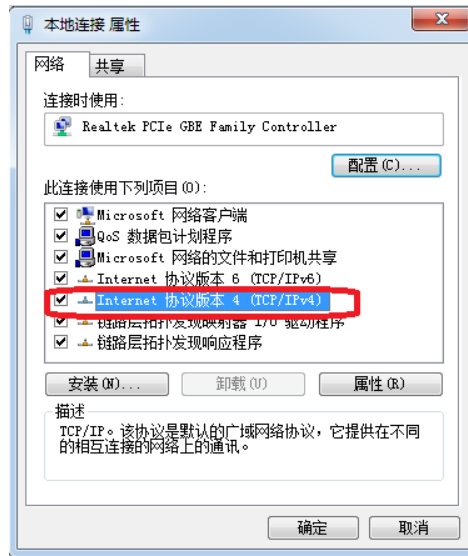 本地连接 属性
网络 共享
连接时使用:
Realtek PCIe GBE Family Controller
配置(C)...
此连接使用下列项目(O):
Microsoft 网络客户端
QoS 数据包计划程序
Microsoft 网络的文件和打印机共享
Internet 协议版本 6 (TCP/IPv6)
Internet 协议版本 4 (TCP/IPv4)
链路层拓扑发现映射器 I/O 驱动程序
链路层拓扑发现响应程序
安装(N)... 卸载(U) 属性(R)
描述
TCP/IP。该协议是默认的广域网络协议，它提供在不同
的相互连接的网络上的通讯。
确定 取消